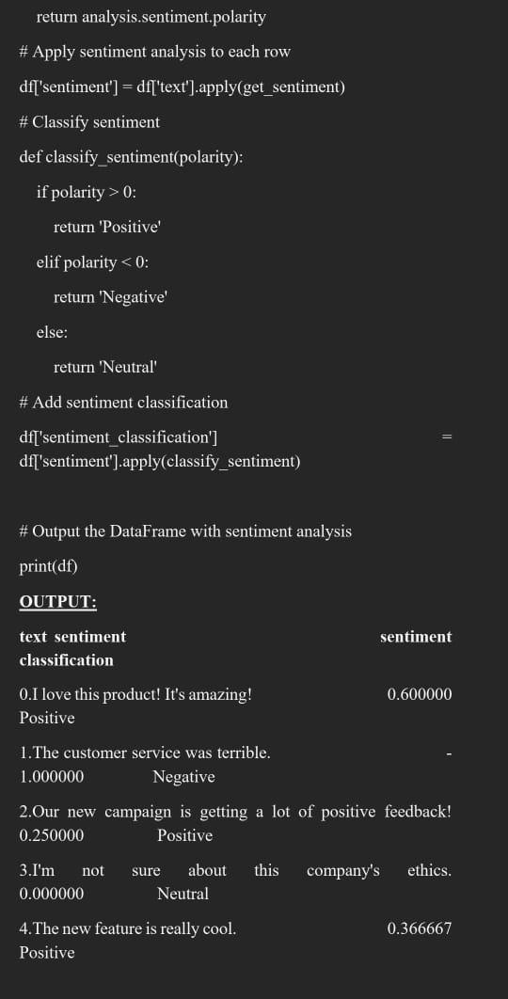 return analysis.sentiment.polarity
# Apply sentiment analysis to each row
df['sentiment'] = df['text'].apply(get_sentiment)
# Classify sentiment
def classify_sentiment(polarity):
if polarity > 0:
return 'Positive'
elif polarity < 0:
return 'Negative'
else:
return 'Neutral'
# Add sentiment classification
df['sentiment_classification'] =
df['sentiment'].apply(classify_sentiment)
# Output the DataFrame with sentiment analysis
print(df)
OUTPUT:
text sentiment sentiment
classification
0.I love this product! It's amazing! 0.600000
Positive
1.The customer service was terrible. -
1.000000 Negative
2.Our new campaign is getting a lot of positive feedback!
0.250000 Positive
3.I'm not sure about this company's ethics.
0.000000 Neutral
4.The new feature is really cool. 0.366667
Positive